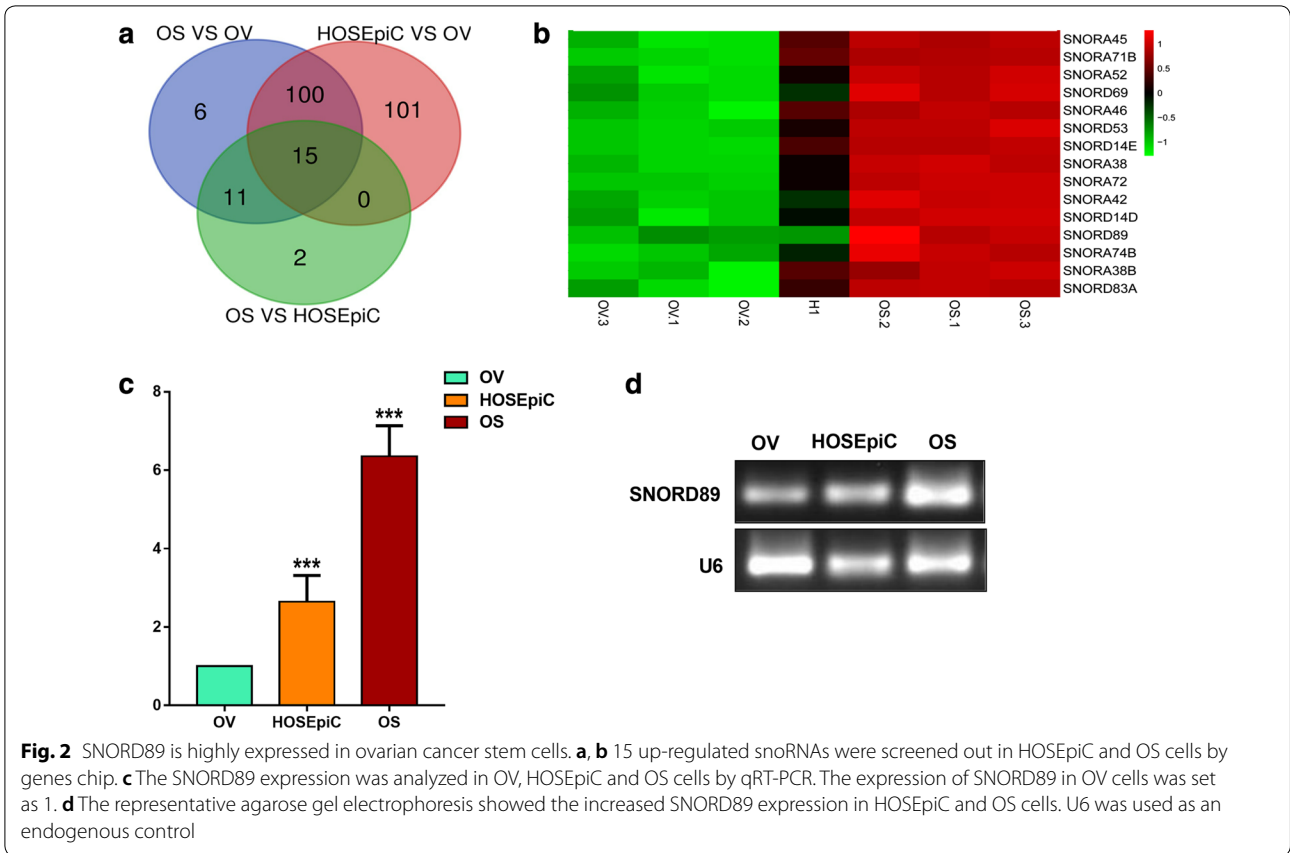 a
OS VS OV
HOSEpiC VS OV
6
100
101
15
11
0
2
OS VS HOSEpiC
b
SNORA45
SNORA71B
SNORA52
SNORD69
SNORA46
SNORD53
SNORD14E
SNORA38
SNORA72
SNORA42
SNORD14D
SNORD89
SNORA74B
SNORA38B
SNORD83A
1
0.5
0
−0.5
−1
OV.3
OV.1
OV.2
H1
OS.2
OS.1
OS.3
c
OV
HOSEpiC
OS
8
6
4
2
0
***
***
OV
HOSEpiC
OS
d
OV HOSEpiC OS
SNORD89
U6
Fig. 2 SNORD89 is highly expressed in ovarian cancer stem cells. a, b 15 up-regulated snoRNAs were screened out in HOSEpiC and OS cells by
genes chip. c The SNORD89 expression was analyzed in OV, HOSEpiC and OS cells by qRT-PCR. The expression of SNORD89 in OV cells was set
as 1. d The representative agarose gel electrophoresis showed the increased SNORD89 expression in HOSEpiC and OS cells. U6 was used as an
endogenous control